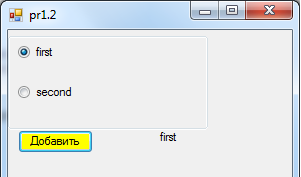 pr1.2
first
second
Добавить first